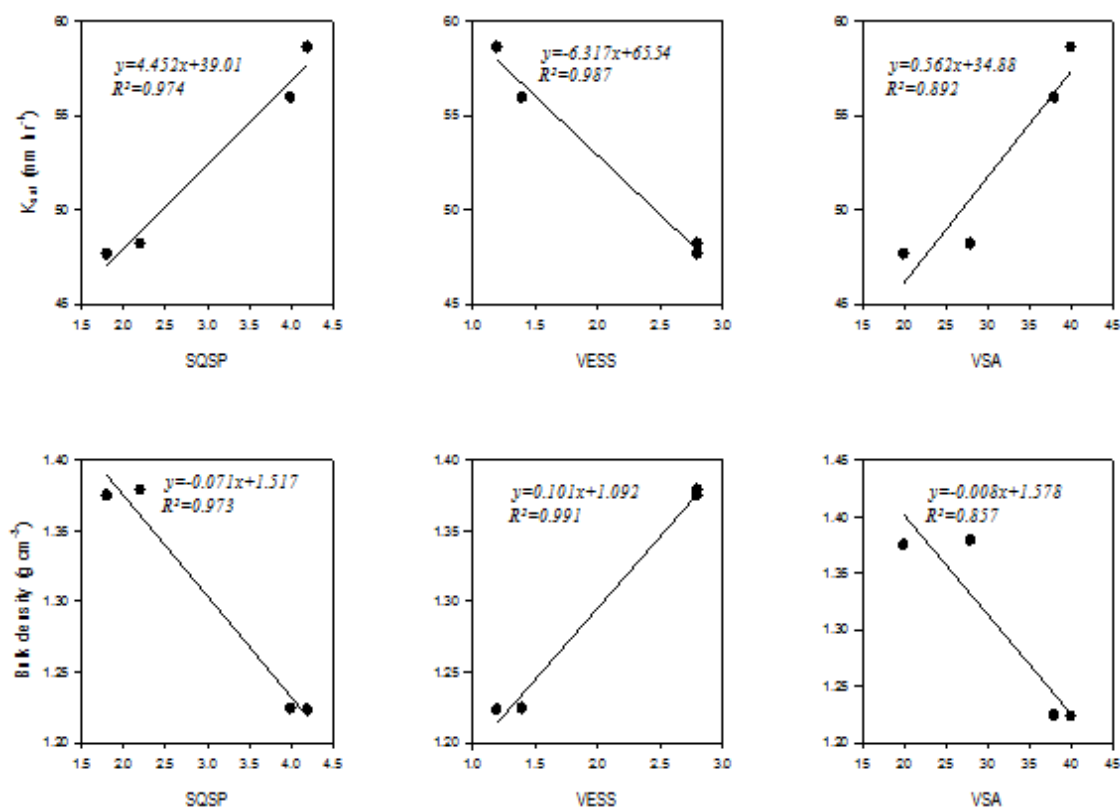 60
55
50
45
K_sat (mm hr⁻¹)
y=4.452x+39.01
R²=0.974
1.5 2.0 2.5 3.0 3.5 4.0 4.5
SQSP
60
55
50
45
y=-6.317x+65.54
R²=0.987
1.0 1.5 2.0 2.5 3.0
VESS
60
55
50
45
y=0.562x+34.88
R²=0.892
15 20 25 30 35 40 45
VSA
1.40
1.35
1.30
1.25
1.20
Bulk density (g cm⁻³)
y=-0.071x+1.517
R²=0.973
1.5 2.0 2.5 3.0 3.5 4.0 4.5
SQSP
1.40
1.35
1.30
1.25
1.20
y=0.101x+1.092
R²=0.991
1.0 1.5 2.0 2.5 3.0
VESS
1.45
1.40
1.35
1.30
1.25
1.20
y=-0.008x+1.578
R²=0.857
15 20 25 30 35 40 45
VSA